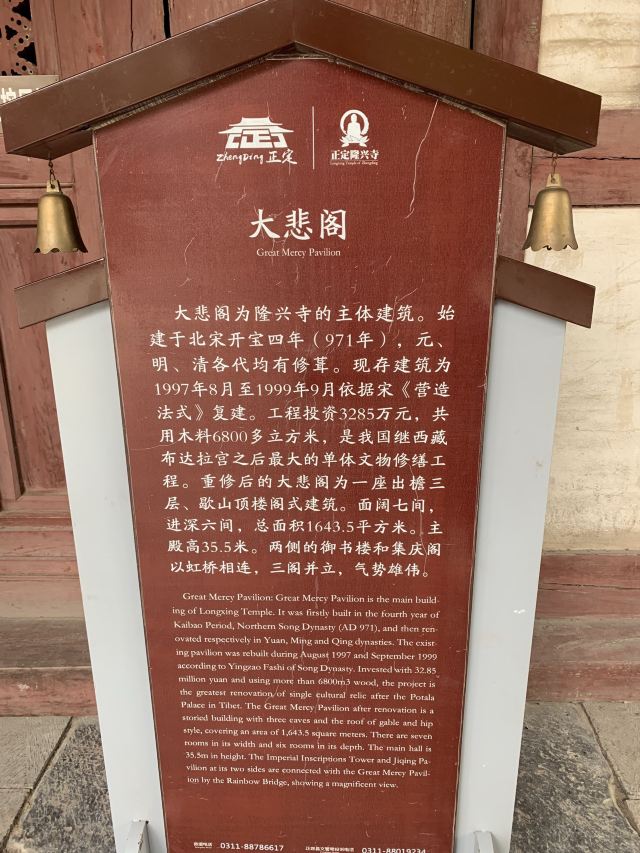 ZhengDing 正定
正定隆兴寺
Longxing Temple of Zhengding
大悲阁
Great Mercy Pavilion
大悲阁为隆兴寺的主体建筑。始
建于北宋开宝四年（971年），元、
明、清各代均有修葺。现存建筑为
1997年8月至1999年9月依据宋《营造
法式》复建。工程投资3285万元，共
用木料6800多立方米，是我国继西藏
布达拉宫之后最大的单体文物修缮工
程。重修后的大悲阁为一座出檐三
层、歇山顶楼阁式建筑。面阔七间，
进深六间，总面积1643.5平方米。主
殿高35.5米。两侧的御书楼和集庆阁
以虹桥相连，三阁并立，气势雄伟。
Great Mercy Pavilion: Great Mercy Pavilion is the main build-
ing of Longxing Temple. It was firstly built in the fourth year of
Kaibao Period, Northern Song Dynasty (AD 971), and then ren-
ovated respectively in Yuan, Ming and Qing dynasties. The exist-
ing pavilion was rebuilt during August 1997 and September 1999
according to Yingzao Fashi of Song Dynasty. Invested with 32.85
million yuan and using more than 6800m3 wood, the project is
the greatest renovation of single cultural relic after the Potala
Palace in Tibet. The Great Mercy Pavilion after renovation is a
storied building with three eaves and the roof of gable and hip
style, covering an area of 1,643.5 square meters. There are seven
rooms in its width and six rooms in its depth. The main hall is
35.5m in height. The Imperial Inscriptions Tower and Jiqing Pa-
vilion at its two sides are connected with the Great Mercy Pavil-
ion by the Rainbow Bridge, showing a magnificent view.
0311-88786617
0311-88019234